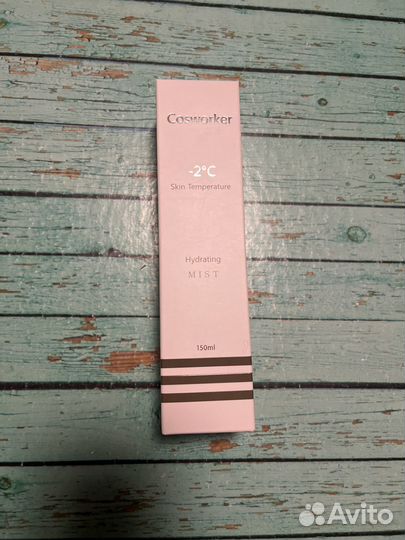 Cosworker
-2°C
Skin Temperature
Hydrating
MIST
150ml
Avito